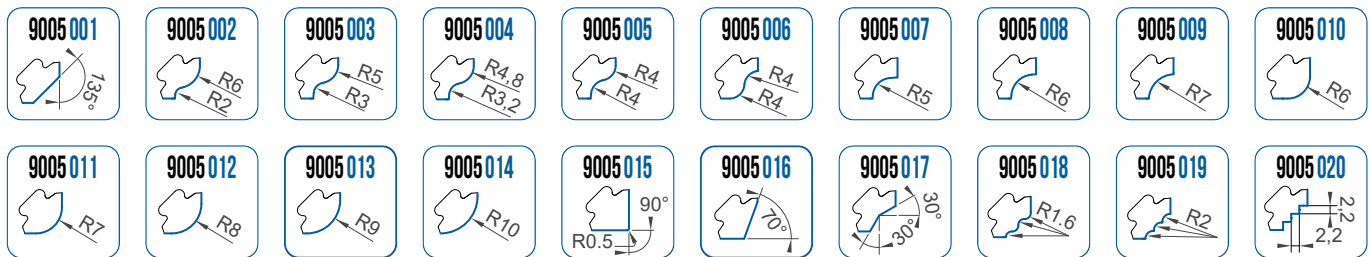 9005 001
135°
9005 002
R6
R2
9005 003
R5
R3
9005 004
R4,8
R3,2
9005 005
R4
R4
9005 006
R4
R4
9005 007
R5
9005 008
R6
9005 009
R7
9005 010
R6
9005 011
R7
9005 012
R8
9005 013
R9
9005 014
R10
9005 015
90°
R0.5
9005 016
70°
9005 017
30°
30°
9005 018
R1.6
9005 019
R2
9005 020
2,2
2,2